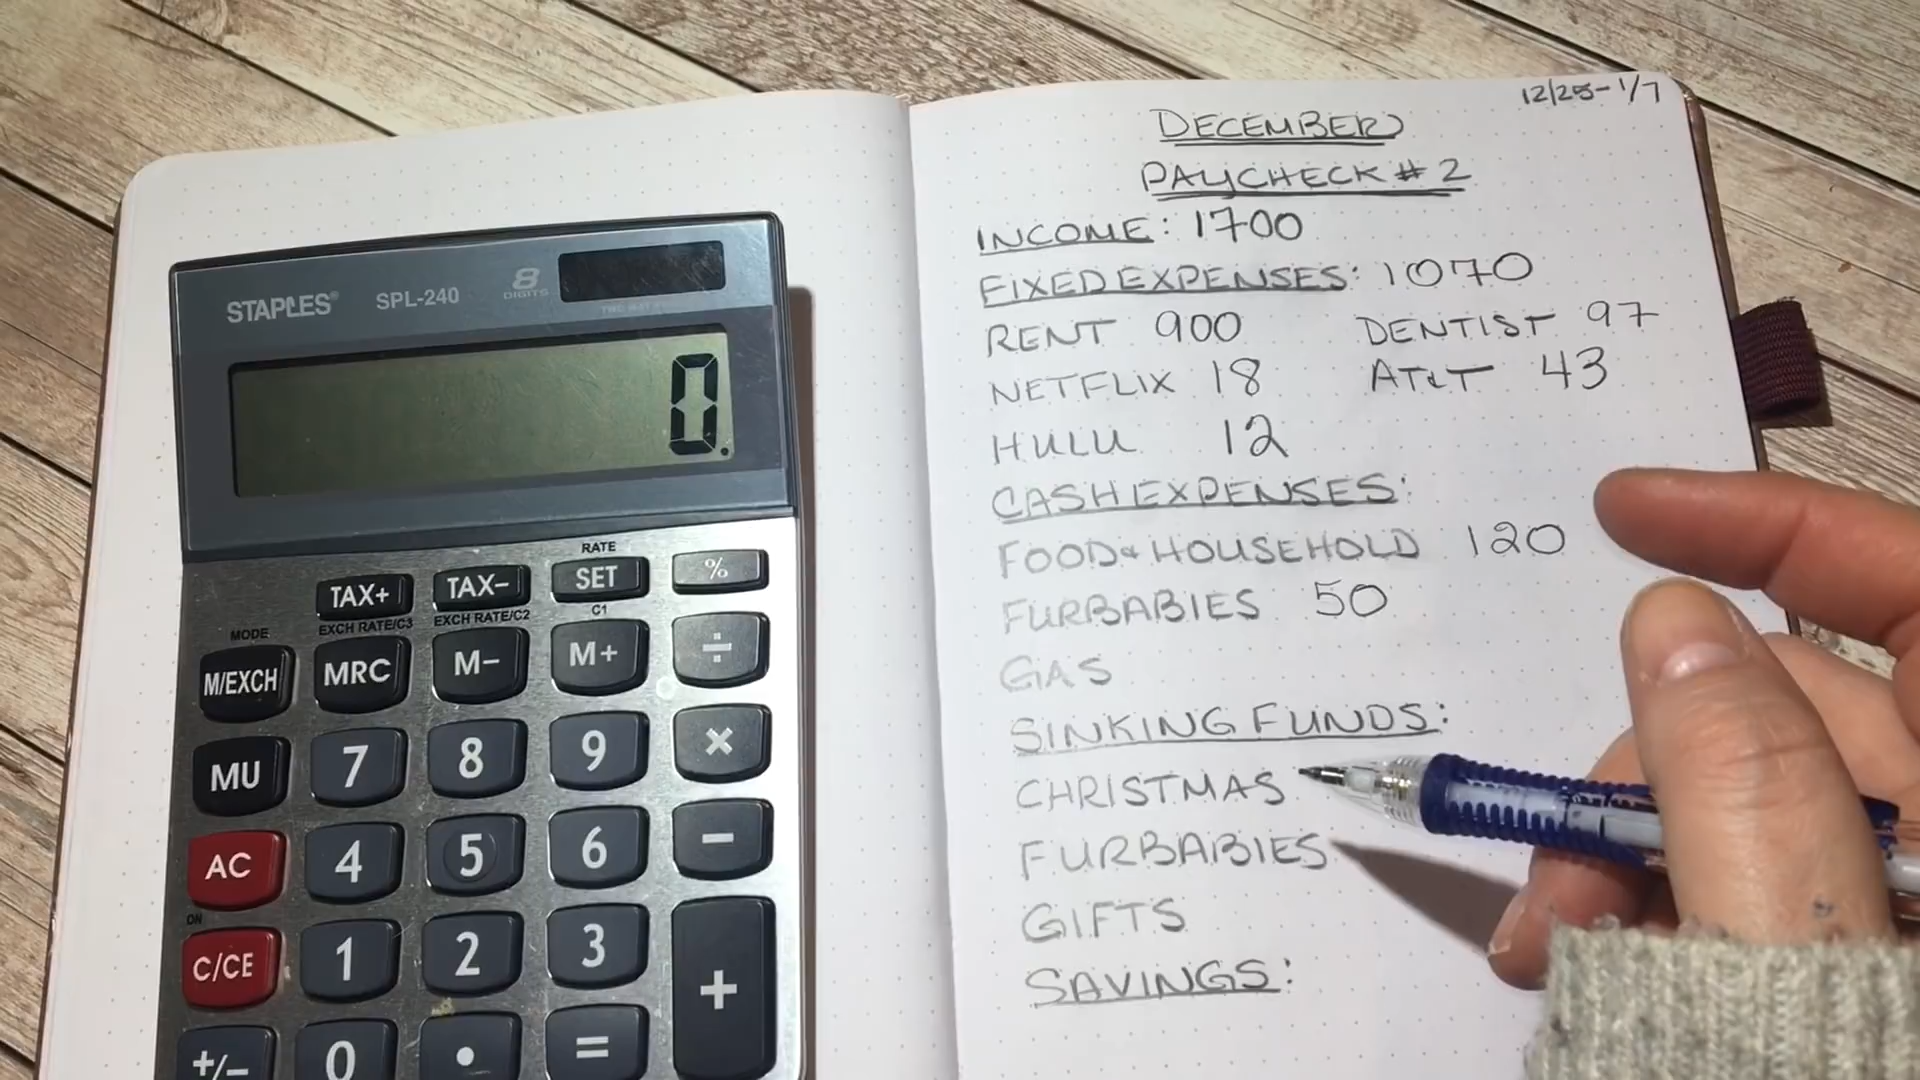 STAPLES® SPL-240 8 DIGITS
0.
RATE
TAX+ TAX- SET %
EXCH RATE/C3 EXCH RATE/C2 C1
MODE
M/EXCH MRC M- M+ ÷
MU 7 8 9 ×
AC 4 5 6 -
ON
C/CE 1 2 3 +
+/- 0 • =
12/25-1/7
DECEMBER
PAYCHECK #2
INCOME: 1700
FIXED EXPENSES: 1070
RENT 900 DENTIST 97
NETFLIX 18 AT&T 43
HULU 12
CASH EXPENSES:
FOOD & HOUSEHOLD 120
FURBABIES 50
GAS
SINKING FUNDS:
CHRISTMAS
FURBABIES
GIFTS
SAVINGS: